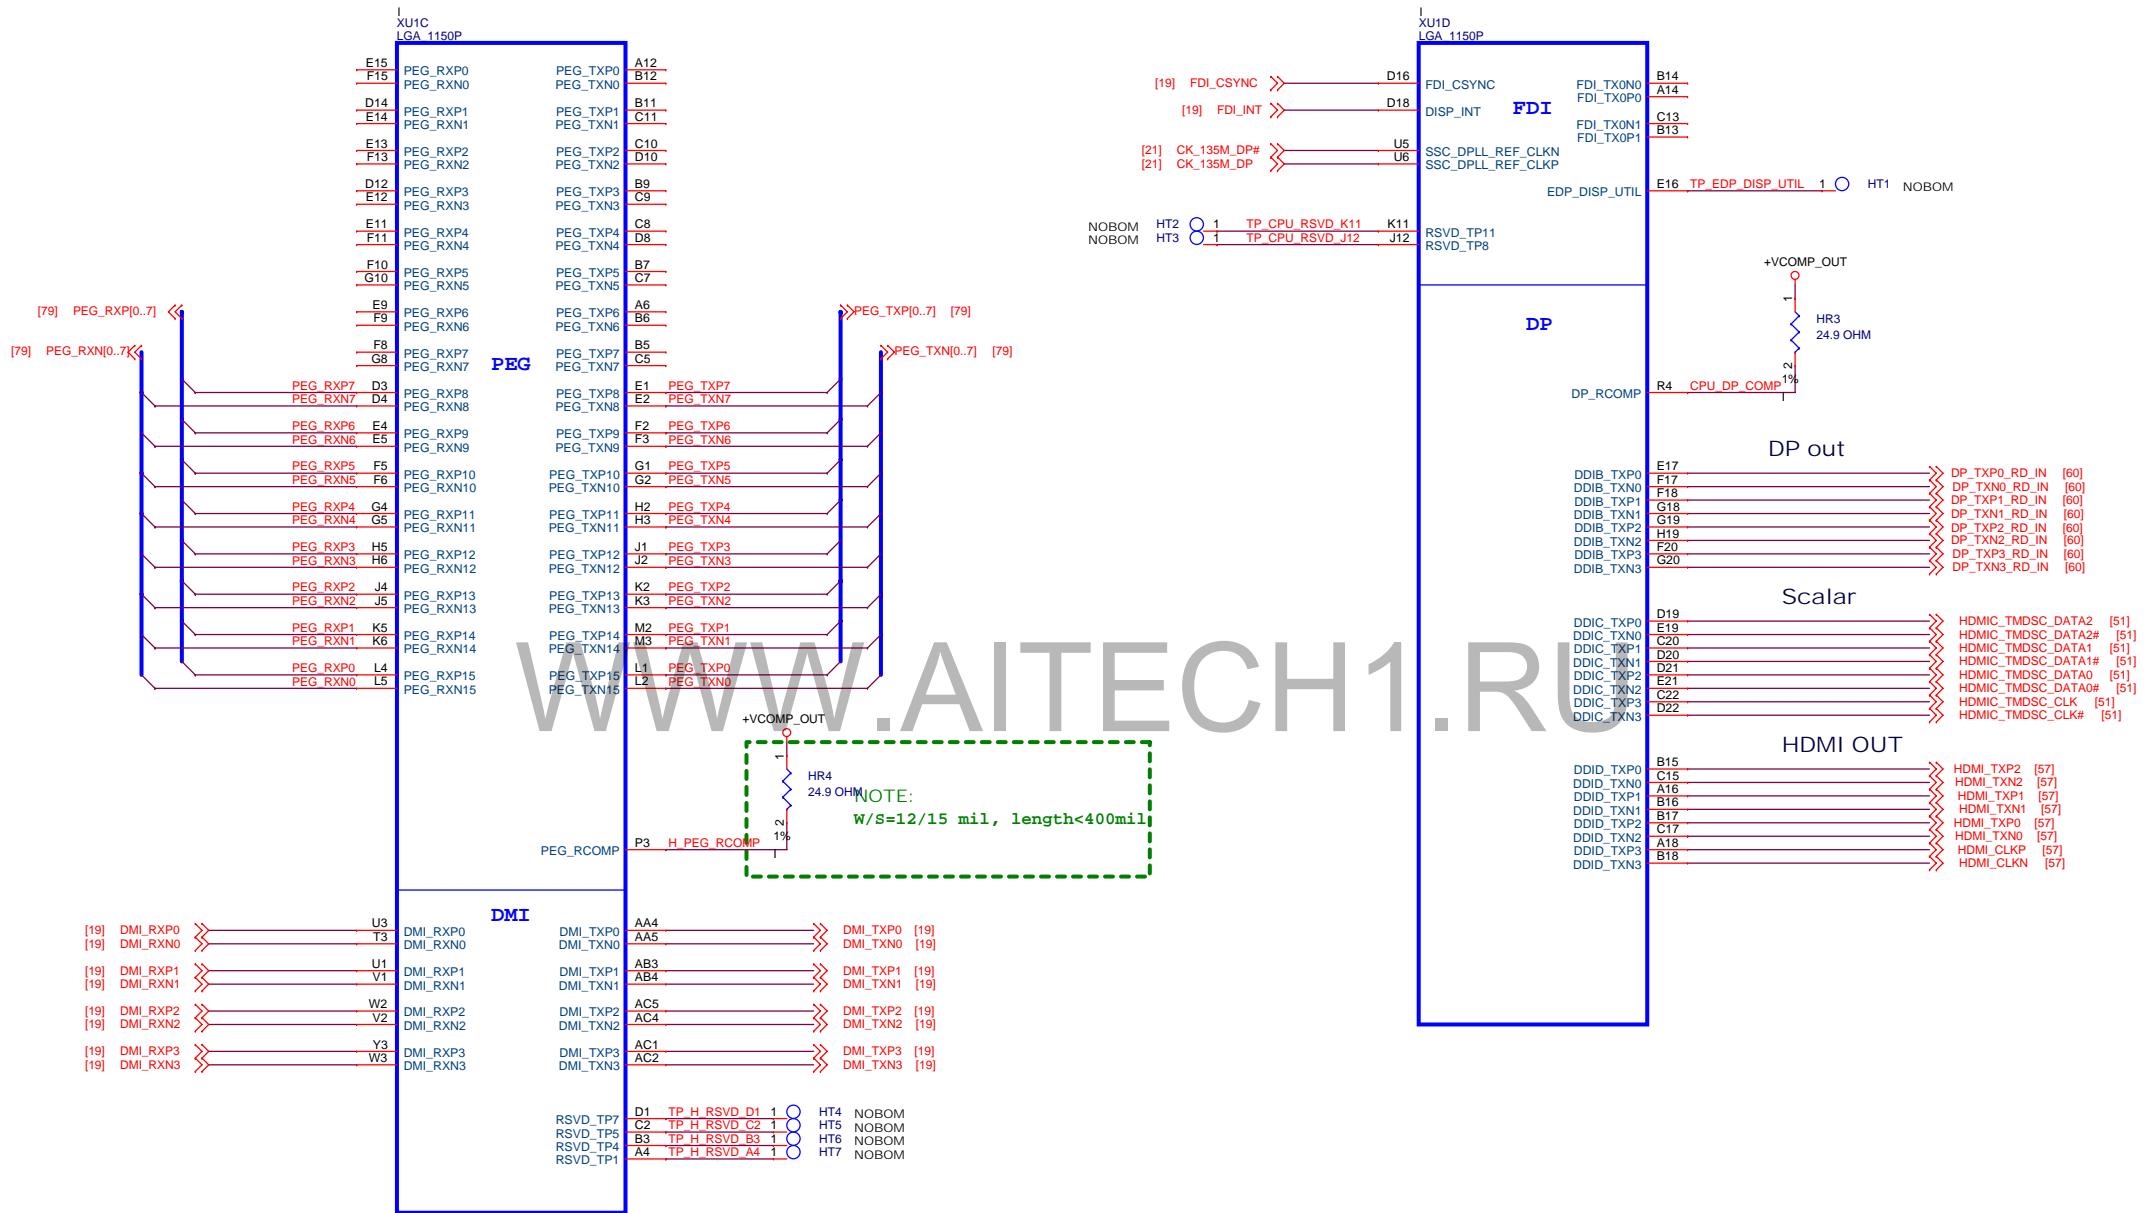 XU1C
LGA_1150P
E15 PEG_RXP0 PEG_TXP0 A12
F15 PEG_RXN0 PEG_TXN0 B12
D14 PEG_RXP1 PEG_TXP1 B11
E14 PEG_RXN1 PEG_TXN1 C11
E13 PEG_RXP2 PEG_TXP2 C10
F13 PEG_RXN2 PEG_TXN2 D10
D12 PEG_RXP3 PEG_TXP3 B9
E12 PEG_RXN3 PEG_TXN3 C9
E11 PEG_RXP4 PEG_TXP4 C8
F11 PEG_RXN4 PEG_TXN4 D8
F10 PEG_RXP5 PEG_TXP5 B7
G10 PEG_RXN5 PEG_TXN5 C7
[79] PEG_RXP[0..7] E9 PEG_RXP6 PEG_TXP6 A6 PEG_TXP[0..7] [79]
F9 PEG_RXN6 PEG_TXN6 B6
[79] PEG_RXN[0..7] F8 PEG_RXP7 PEG_TXP7 B5 PEG_TXN[0..7] [79]
G8 PEG_RXN7 PEG_TXN7 C5
PEG
PEG_RXP7 D3 PEG_RXP8 PEG_TXP8 E1 PEG_TXP7
PEG_RXN7 D4 PEG_RXN8 PEG_TXN8 E2 PEG_TXN7
PEG_RXP6 E4 PEG_RXP9 PEG_TXP9 F2 PEG_TXP6
PEG_RXN6 E5 PEG_RXN9 PEG_TXN9 F3 PEG_TXN6
PEG_RXP5 F5 PEG_RXP10 PEG_TXP10 G1 PEG_TXP5
PEG_RXN5 F6 PEG_RXN10 PEG_TXN10 G2 PEG_TXN5
PEG_RXP4 G4 PEG_RXP11 PEG_TXP11 H2 PEG_TXP4
PEG_RXN4 G5 PEG_RXN11 PEG_TXN11 H3 PEG_TXN4
PEG_RXP3 H5 PEG_RXP12 PEG_TXP12 J1 PEG_TXP3
PEG_RXN3 H6 PEG_RXN12 PEG_TXN12 J2 PEG_TXN3
PEG_RXP2 J4 PEG_RXP13 PEG_TXP13 K2 PEG_TXP2
PEG_RXN2 J5 PEG_RXN13 PEG_TXN13 K3 PEG_TXN2
PEG_RXP1 K5 PEG_RXP14 PEG_TXP14 M2 PEG_TXP1
PEG_RXN1 K6 PEG_RXN14 PEG_TXN14 M3 PEG_TXN1
PEG_RXP0 L4 PEG_RXP15 PEG_TXP15 L1 PEG_TXP0
PEG_RXN0 L5 PEG_RXN15 PEG_TXN15 L2 PEG_TXN0
WWW.AITECH1.RU
+VCOMP_OUT
1
HR4
24.9 OHM
NOTE:
W/S=12/15 mil, length<400mil
2
1%
PEG_RCOMP P3 H_PEG_RCOMP
DMI
[19] DMI_RXP0 U3 DMI_RXP0 DMI_TXP0 AA4 DMI_TXP0 [19]
[19] DMI_RXN0 T3 DMI_RXN0 DMI_TXN0 AA5 DMI_TXN0 [19]
[19] DMI_RXP1 U1 DMI_RXP1 DMI_TXP1 AB3 DMI_TXP1 [19]
[19] DMI_RXN1 V1 DMI_RXN1 DMI_TXN1 AB4 DMI_TXN1 [19]
[19] DMI_RXP2 W2 DMI_RXP2 DMI_TXP2 AC5 DMI_TXP2 [19]
[19] DMI_RXN2 V2 DMI_RXN2 DMI_TXN2 AC4 DMI_TXN2 [19]
[19] DMI_RXP3 Y3 DMI_RXP3 DMI_TXP3 AC1 DMI_TXP3 [19]
[19] DMI_RXN3 W3 DMI_RXN3 DMI_TXN3 AC2 DMI_TXN3 [19]
RSVD_TP7 D1 TP_H_RSVD_D1 1 HT4 NOBOM
RSVD_TP5 C2 TP_H_RSVD_C2 1 HT5 NOBOM
RSVD_TP4 B3 TP_H_RSVD_B3 1 HT6 NOBOM
RSVD_TP1 A4 TP_H_RSVD_A4 1 HT7 NOBOM
XU1D
LGA_1150P
[19] FDI_CSYNC D16 FDI_CSYNC FDI_TX0N0 B14
FDI_TX0P0 A14
[19] FDI_INT D18 DISP_INT FDI
FDI_TX0N1 C13
FDI_TX0P1 B13
[21] CK_135M_DP# U5 SSC_DPLL_REF_CLKN
[21] CK_135M_DP U6 SSC_DPLL_REF_CLKP
EDP_DISP_UTIL E16 TP_EDP_DISP_UTIL 1 HT1 NOBOM
NOBOM HT2 1 TP_CPU_RSVD_K11 K11 RSVD_TP11
NOBOM HT3 1 TP_CPU_RSVD_J12 J12 RSVD_TP8
+VCOMP_OUT
1
DP
HR3
24.9 OHM
2
1%
DP_RCOMP R4 CPU_DP_COMP
DP out
DDIB_TXP0 E17 DP_TXP0_RD_IN [60]
DDIB_TXN0 F17 DP_TXN0_RD_IN [60]
DDIB_TXP1 F18 DP_TXP1_RD_IN [60]
DDIB_TXN1 G18 DP_TXN1_RD_IN [60]
DDIB_TXP2 G19 DP_TXP2_RD_IN [60]
DDIB_TXN2 H19 DP_TXN2_RD_IN [60]
DDIB_TXP3 F20 DP_TXP3_RD_IN [60]
DDIB_TXN3 G20 DP_TXN3_RD_IN [60]
Scalar
DDIC_TXP0 D19 HDMIC_TMDSC_DATA2 [51]
DDIC_TXN0 E19 HDMIC_TMDSC_DATA2# [51]
DDIC_TXP1 C20 HDMIC_TMDSC_DATA1 [51]
DDIC_TXN1 D20 HDMIC_TMDSC_DATA1# [51]
DDIC_TXP2 D21 HDMIC_TMDSC_DATA0 [51]
DDIC_TXN2 E21 HDMIC_TMDSC_DATA0# [51]
DDIC_TXP3 C22 HDMIC_TMDSC_CLK [51]
DDIC_TXN3 D22 HDMIC_TMDSC_CLK# [51]
HDMI OUT
DDID_TXP0 B15 HDMI_TXP2 [57]
DDID_TXN0 C15 HDMI_TXN2 [57]
DDID_TXP1 A16 HDMI_TXP1 [57]
DDID_TXN1 B16 HDMI_TXN1 [57]
DDID_TXP2 B17 HDMI_TXP0 [57]
DDID_TXN2 C17 HDMI_TXN0 [57]
DDID_TXP3 A18 HDMI_CLKP [57]
DDID_TXN3 B18 HDMI_CLKN [57]